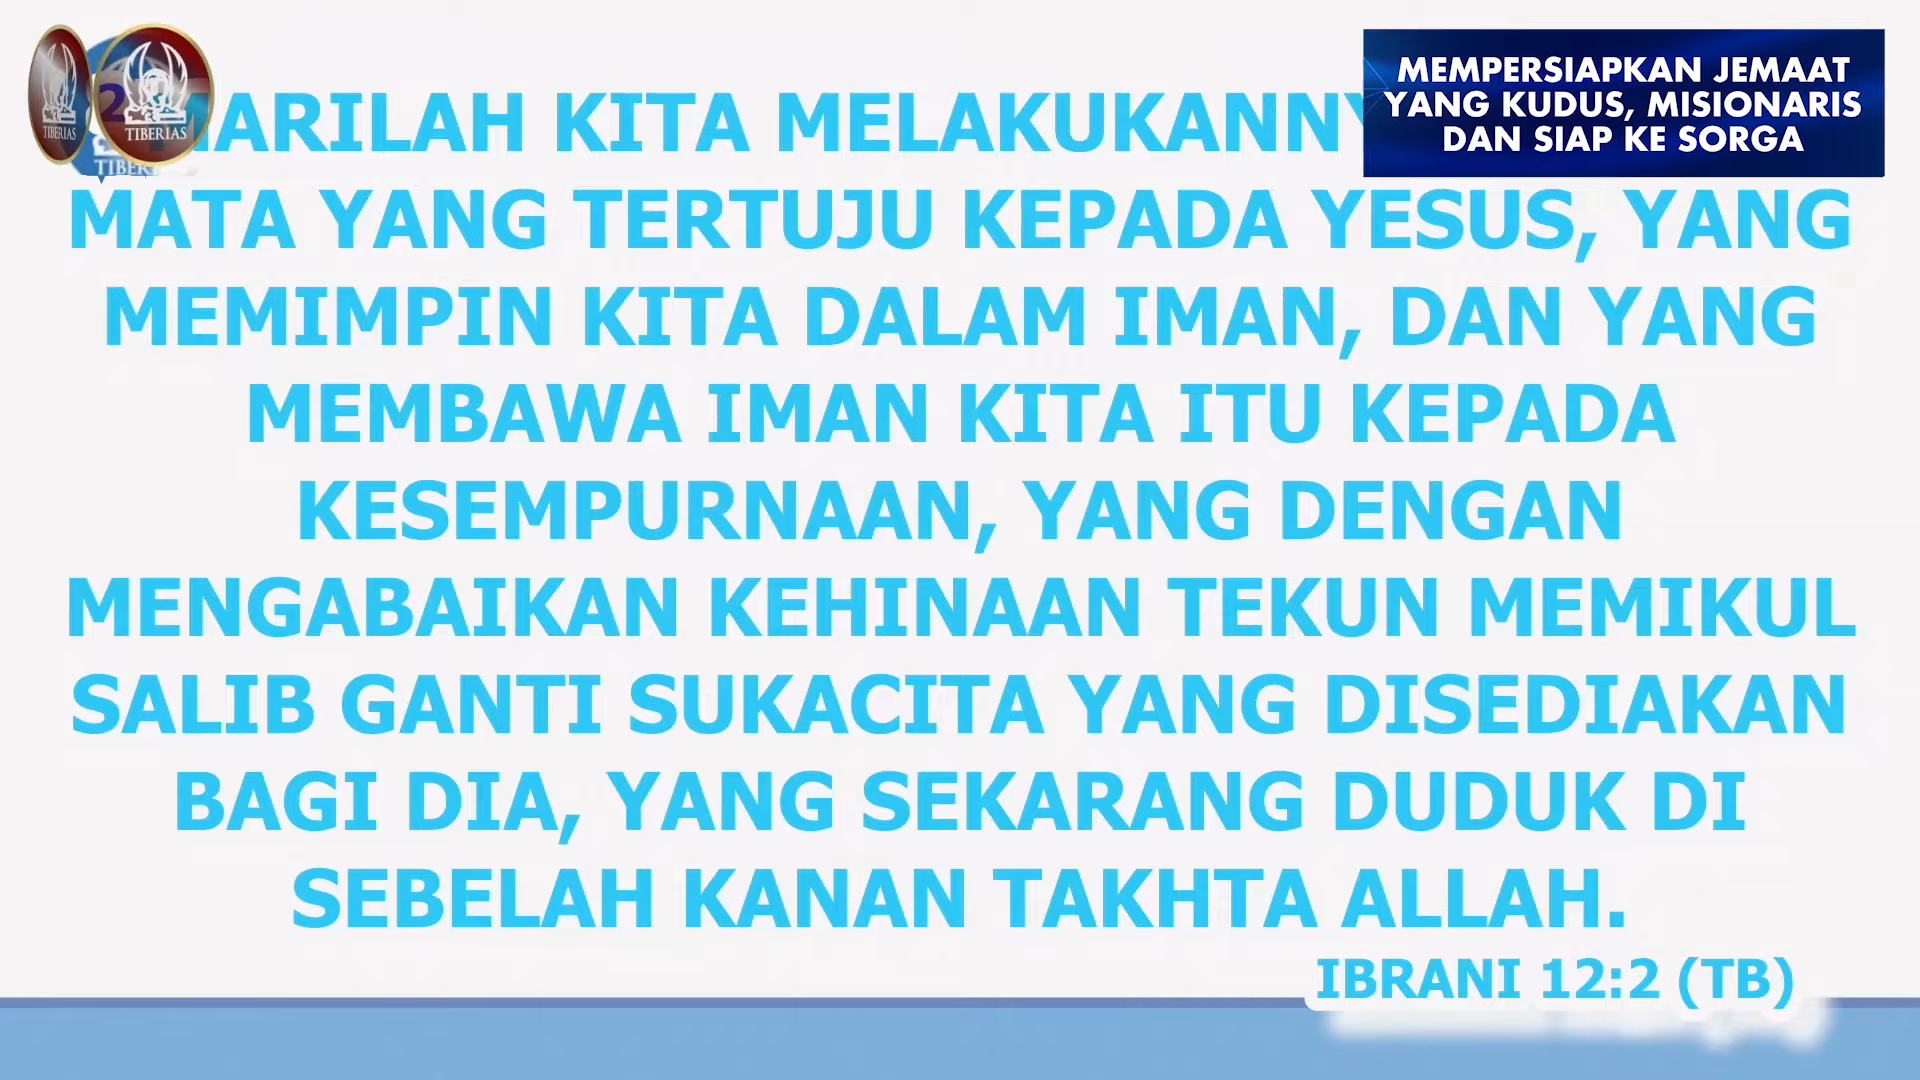 TIBERIAS
TIBERIAS
MEMPERSIAPKAN JEMAAT
YANG KUDUS, MISIONARIS
DAN SIAP KE SORGA
2 ARILAH KITA MELAKUKANNY
MATA YANG TERTUJU KEPADA YESUS, YANG
MEMIMPIN KITA DALAM IMAN, DAN YANG
MEMBAWA IMAN KITA ITU KEPADA
KESEMPURNAAN, YANG DENGAN
MENGABAIKAN KEHINAAN TEKUN MEMIKUL
SALIB GANTI SUKACITA YANG DISEDIAKAN
BAGI DIA, YANG SEKARANG DUDUK DI
SEBELAH KANAN TAKHTA ALLAH.
IBRANI 12:2 (TB)